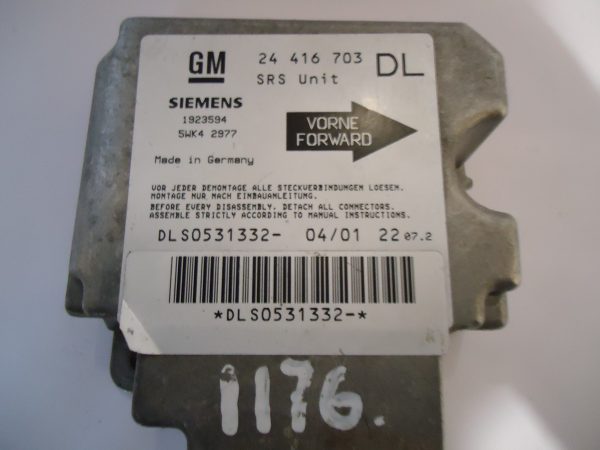 GM 24 416 703 DL
SRS Unit
SIEMENS
1923594
5WK4 2977
VORNE
FORWARD
Made in Germany
VOR JEDER DEMONTAGE ALLE STECKVERBINDUNGEN LOESEN.
MONTAGE NUR NACH EINBAUANLEITUNG.
BEFORE EVERY DISASSEMBLY. DETACH ALL CONNECTORS.
ASSEMBLE STRICTLY ACCORDING TO MANUAL INSTRUCTIONS.
DLS0531332- 04/01 22 07.2
*DLS0531332-*
1176.